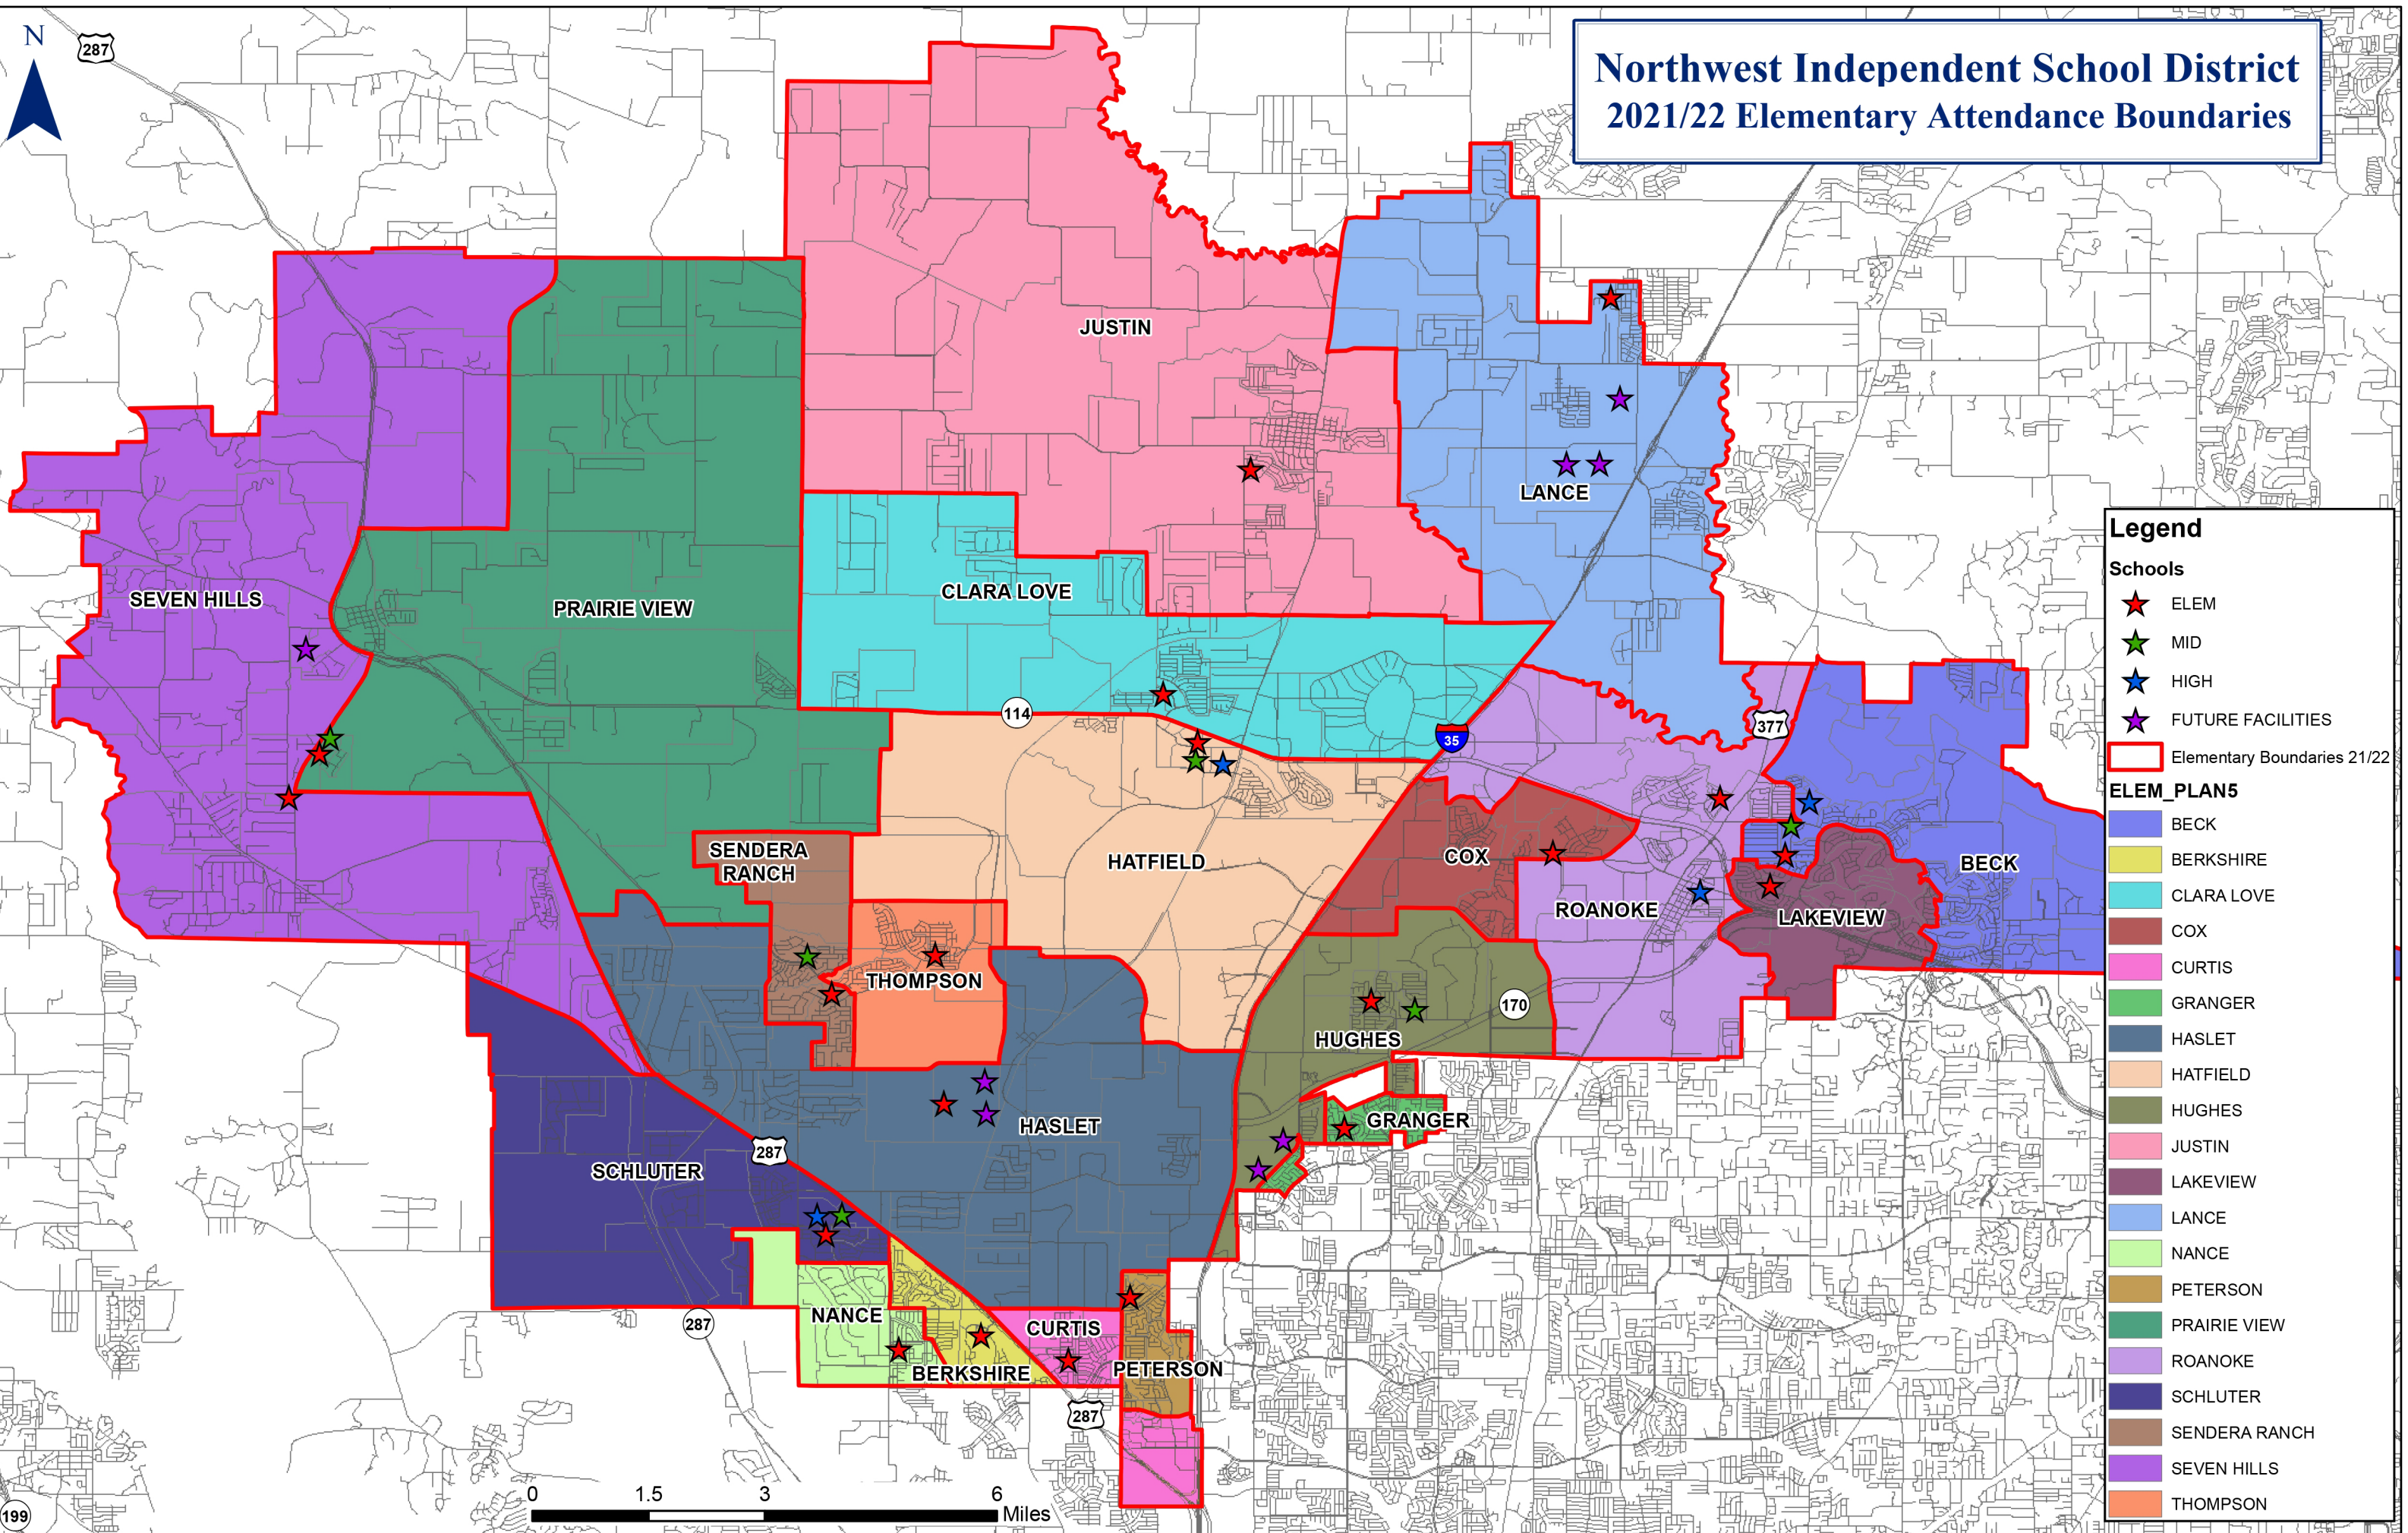 Northwest Independent School District
2021/22 Elementary Attendance Boundaries
N
287
JUSTIN
LANCE
CLARA LOVE
SEVEN HILLS
PRAIRIE VIEW
114
35
377
SENDERA
RANCH
HATFIELD
COX
BECK
ROANOKE
LAKEVIEW
THOMPSON
170
HUGHES
GRANGER
HASLET
287
SCHLUTER
NANCE
287
CURTIS
BERKSHIRE
PETERSON
287
199
0 1.5 3 6
Miles
Legend
Schools
ELEM
MID
HIGH
FUTURE FACILITIES
Elementary Boundaries 21/22
ELEM_PLAN5
BECK
BERKSHIRE
CLARA LOVE
COX
CURTIS
GRANGER
HASLET
HATFIELD
HUGHES
JUSTIN
LAKEVIEW
LANCE
NANCE
PETERSON
PRAIRIE VIEW
ROANOKE
SCHLUTER
SENDERA RANCH
SEVEN HILLS
THOMPSON